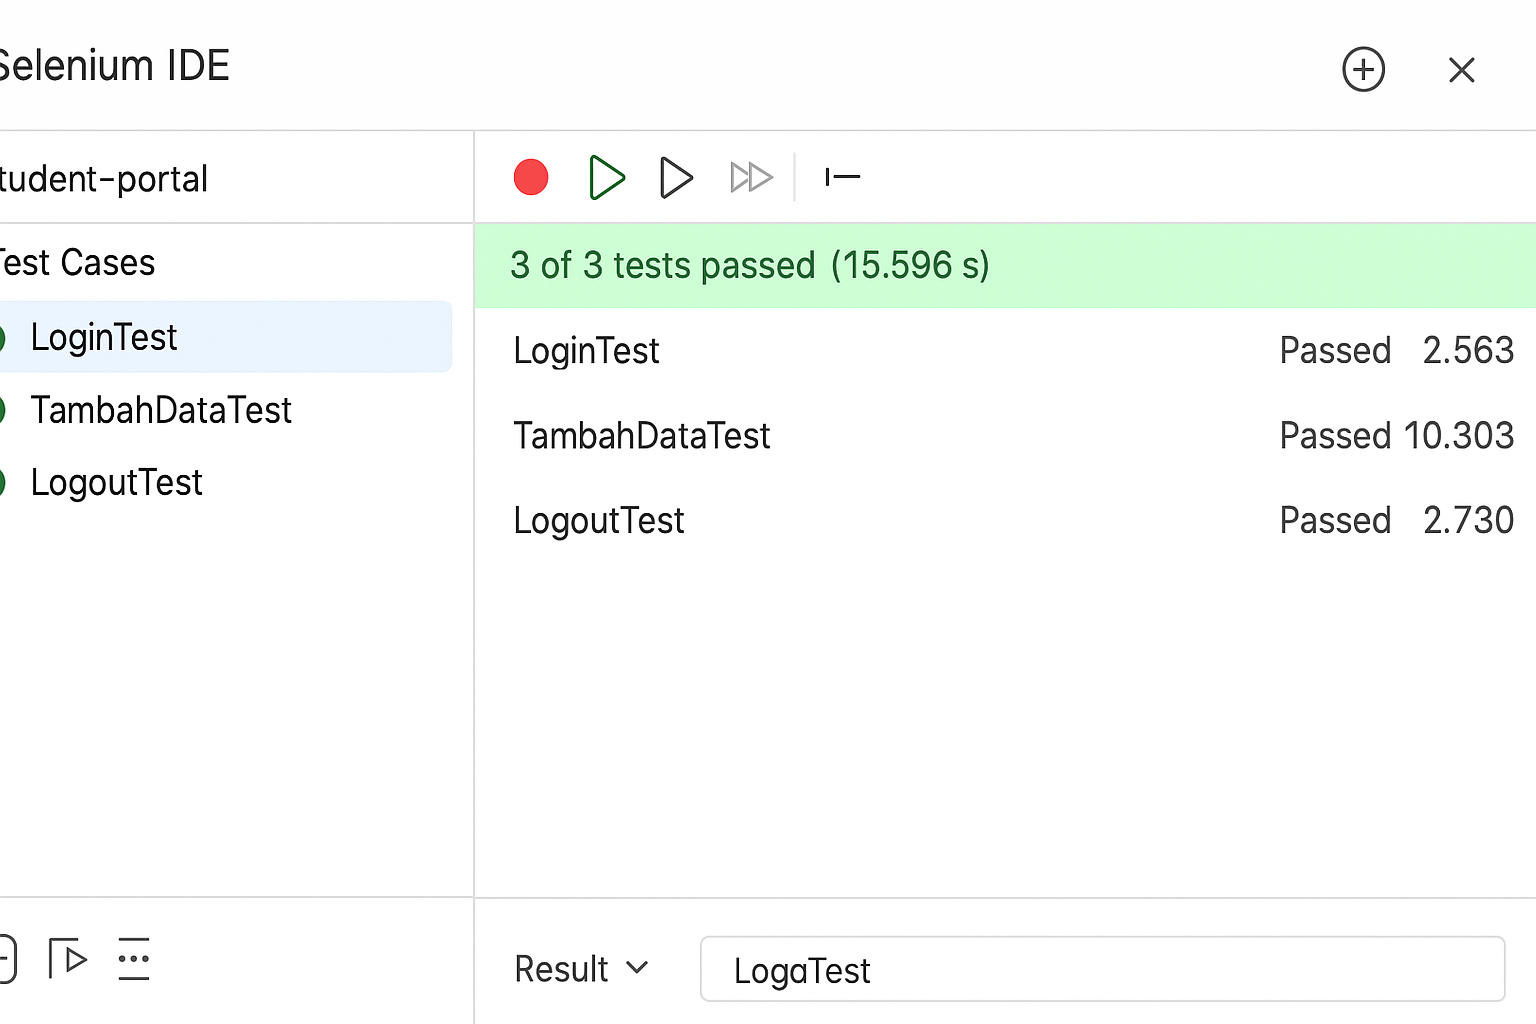 Selenium IDE
tudent-portal
Test Cases
LoginTest
TambahDataTest
LogoutTest
3 of 3 tests passed (15.596 s)
LoginTest Passed 2.563
TambahDataTest Passed 10.303
LogoutTest Passed 2.730
Result
LogaTest